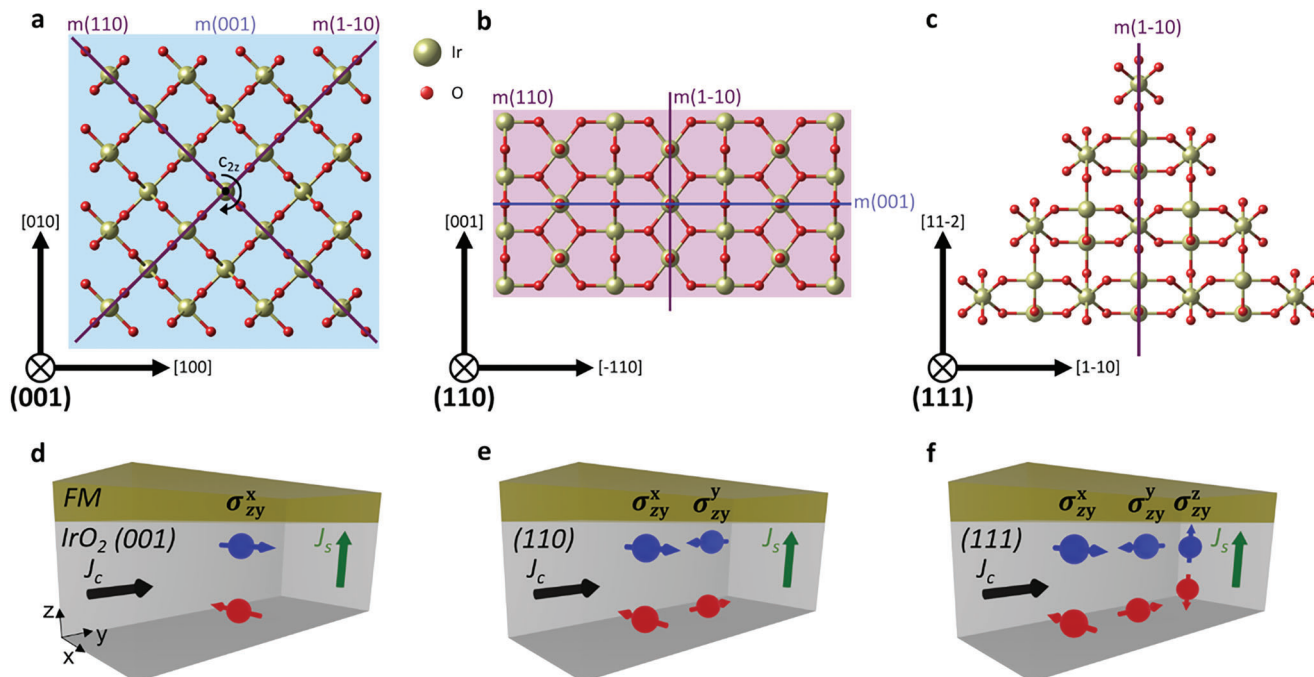 a
m(110) m(001) m(1-10)
C2z
[010]
[100]
(001)
Ir
O
b
m(110) m(1-10)
m(001)
[001]
[-110]
(110)
c
m(1-10)
[11-2]
[1-10]
(111)
d
FM
σ^x_zy
IrO2 (001)
Jc
Js
z
y
x
e
σ^x_zy σ^y_zy
(110)
Jc
Js
f
σ^x_zy σ^y_zy σ^z_zy
(111)
Jc
Js